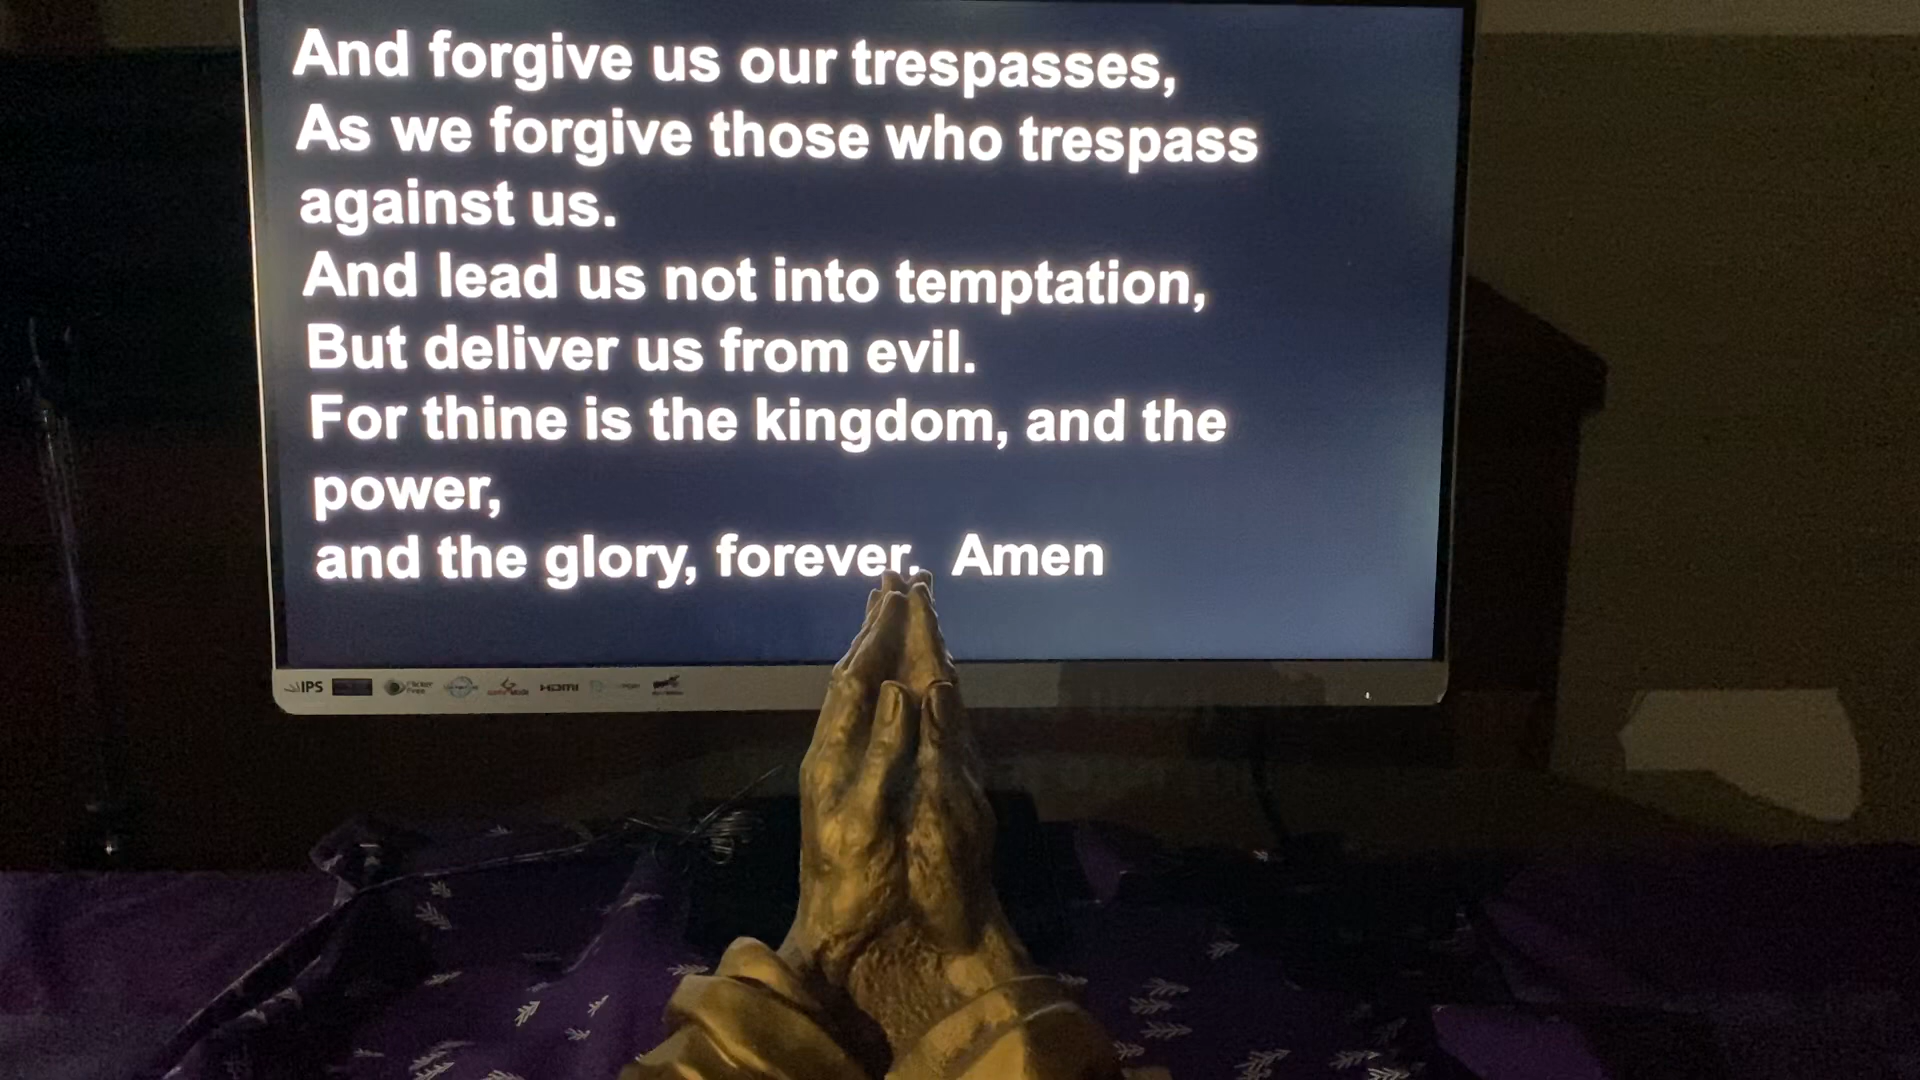 And forgive us our trespasses,
As we forgive those who trespass
against us.
And lead us not into temptation,
But deliver us from evil.
For thine is the kingdom, and the
power,
and the glory, forever. Amen
IPS
Flicker Free
HDMI